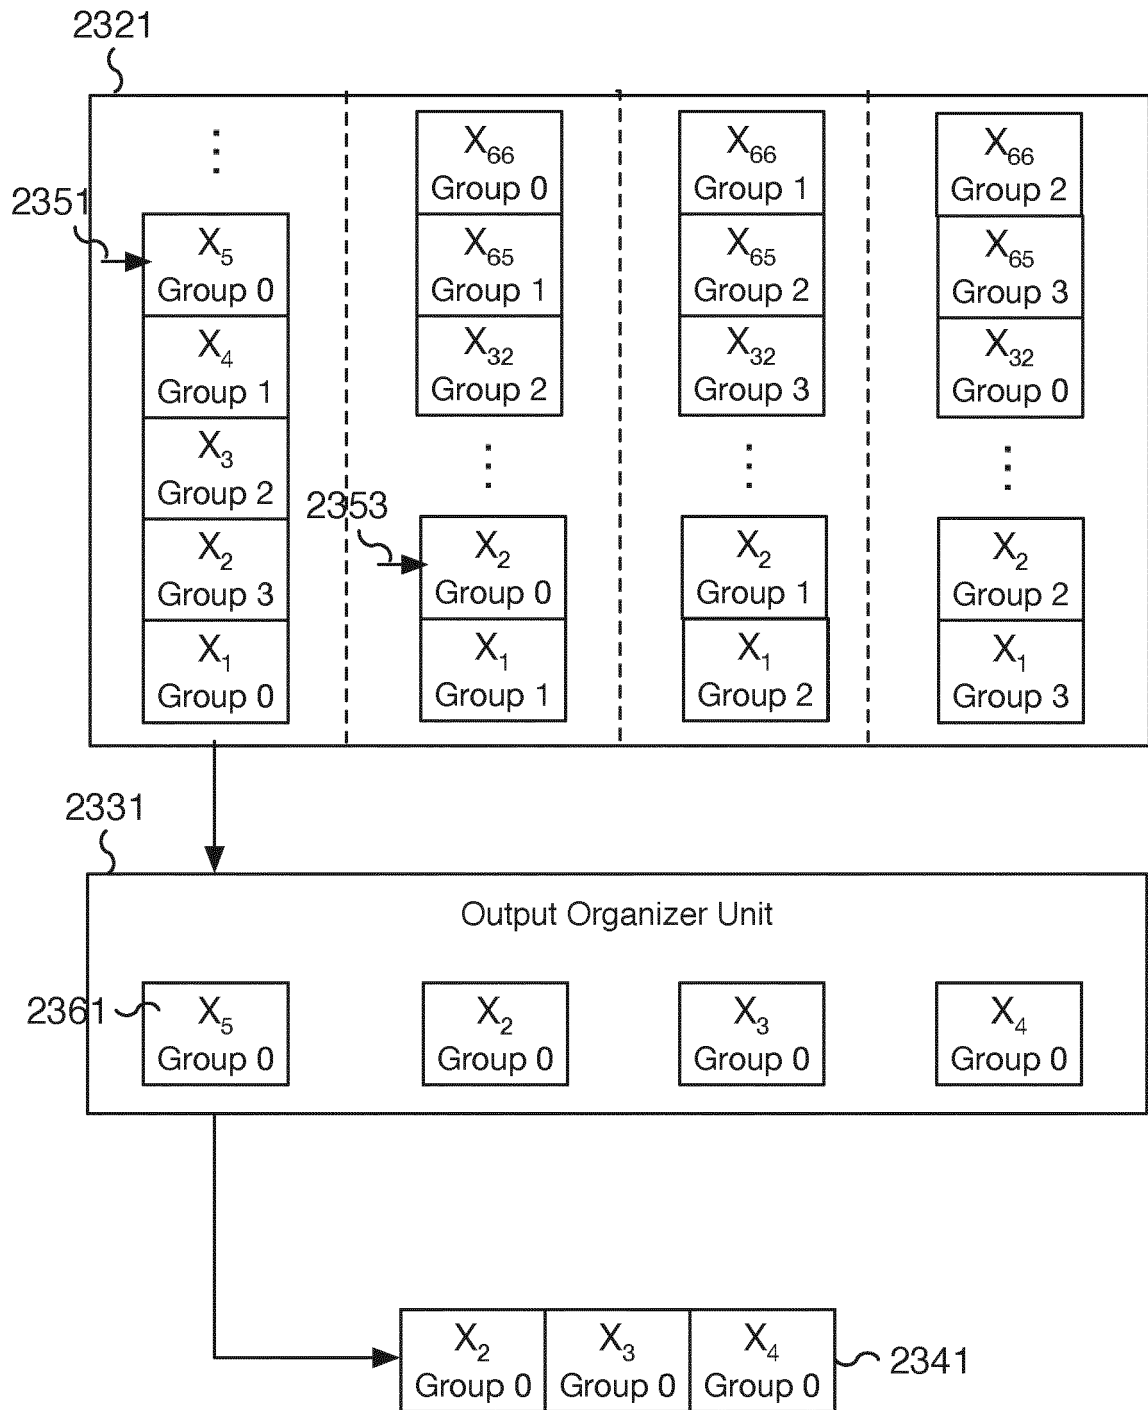 2321
⋮
X₆₆
Group 0
X₆₆
Group 1
X₆₆
Group 2
2351
X₅
Group 0
X₆₅
Group 1
X₆₅
Group 2
X₆₅
Group 3
X₄
Group 1
X₃₂
Group 2
X₃₂
Group 3
X₃₂
Group 0
X₃
Group 2
⋮
⋮
⋮
2353
X₂
Group 3
X₂
Group 0
X₂
Group 1
X₂
Group 2
X₁
Group 0
X₁
Group 1
X₁
Group 2
X₁
Group 3
2331
Output Organizer Unit
2361
X₅
Group 0
X₂
Group 0
X₃
Group 0
X₄
Group 0
X₂
Group 0
X₃
Group 0
X₄
Group 0
2341